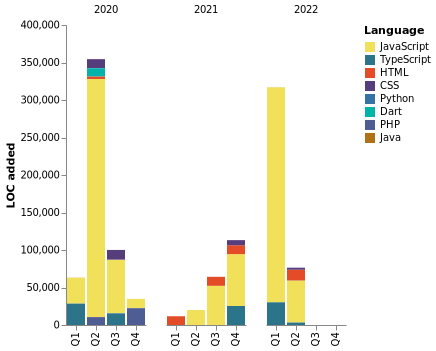 2020 2021 2022
Language
JavaScript
TypeScript
HTML
CSS
Python
Dart
PHP
Java
LOC added
400,000
350,000
300,000
250,000
200,000
150,000
100,000
50,000
0
Q1 Q2 Q3 Q4 Q1 Q2 Q3 Q4 Q1 Q2 Q3 Q4